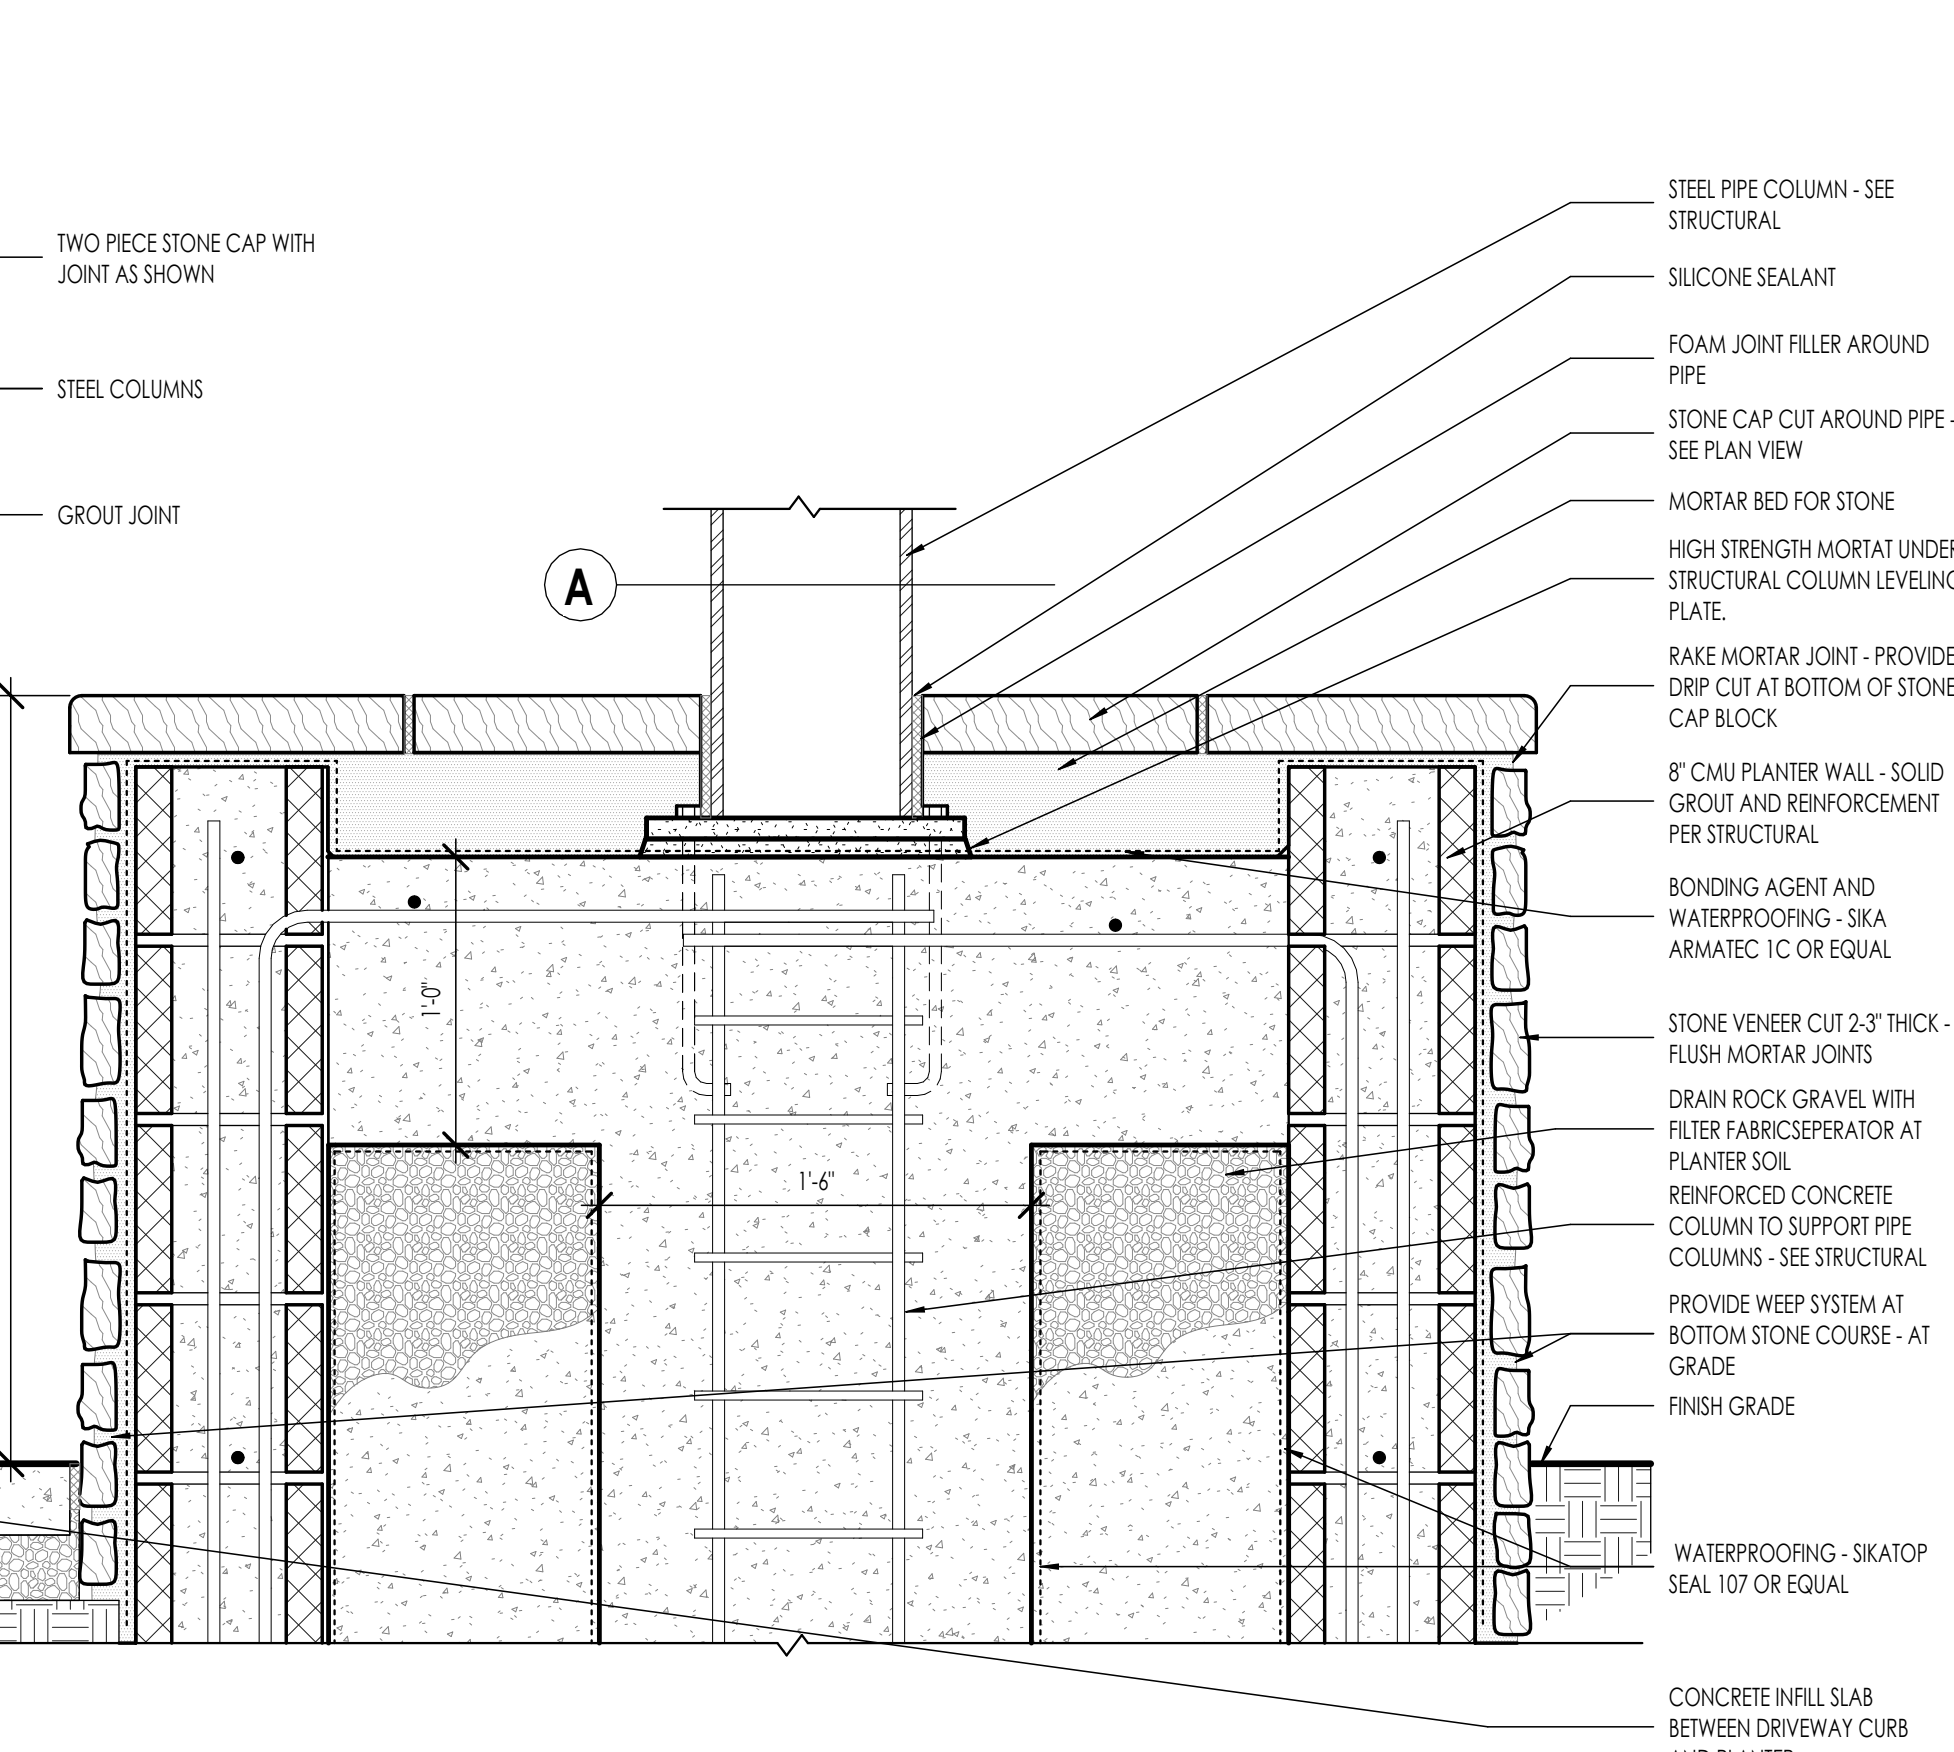 TWO PIECE STONE CAP WITH
JOINT AS SHOWN
STEEL COLUMNS
GROUT JOINT
A
1'-0"
1'-6"
STEEL PIPE COLUMN - SEE
STRUCTURAL
SILICONE SEALANT
FOAM JOINT FILLER AROUND
PIPE
STONE CAP CUT AROUND PIPE -
SEE PLAN VIEW
MORTAR BED FOR STONE
HIGH STRENGTH MORTAT UNDER
STRUCTURAL COLUMN LEVELING
PLATE.
RAKE MORTAR JOINT - PROVIDE
DRIP CUT AT BOTTOM OF STONE
CAP BLOCK
8" CMU PLANTER WALL - SOLID
GROUT AND REINFORCEMENT
PER STRUCTURAL
BONDING AGENT AND
WATERPROOFING - SIKA
ARMATEC 1C OR EQUAL
STONE VENEER CUT 2-3" THICK -
FLUSH MORTAR JOINTS
DRAIN ROCK GRAVEL WITH
FILTER FABRICSEPERATOR AT
PLANTER SOIL
REINFORCED CONCRETE
COLUMN TO SUPPORT PIPE
COLUMNS - SEE STRUCTURAL
PROVIDE WEEP SYSTEM AT
BOTTOM STONE COURSE - AT
GRADE
FINISH GRADE
WATERPROOFING - SIKATOP
SEAL 107 OR EQUAL
CONCRETE INFILL SLAB
BETWEEN DRIVEWAY CURB
AND PLANTER